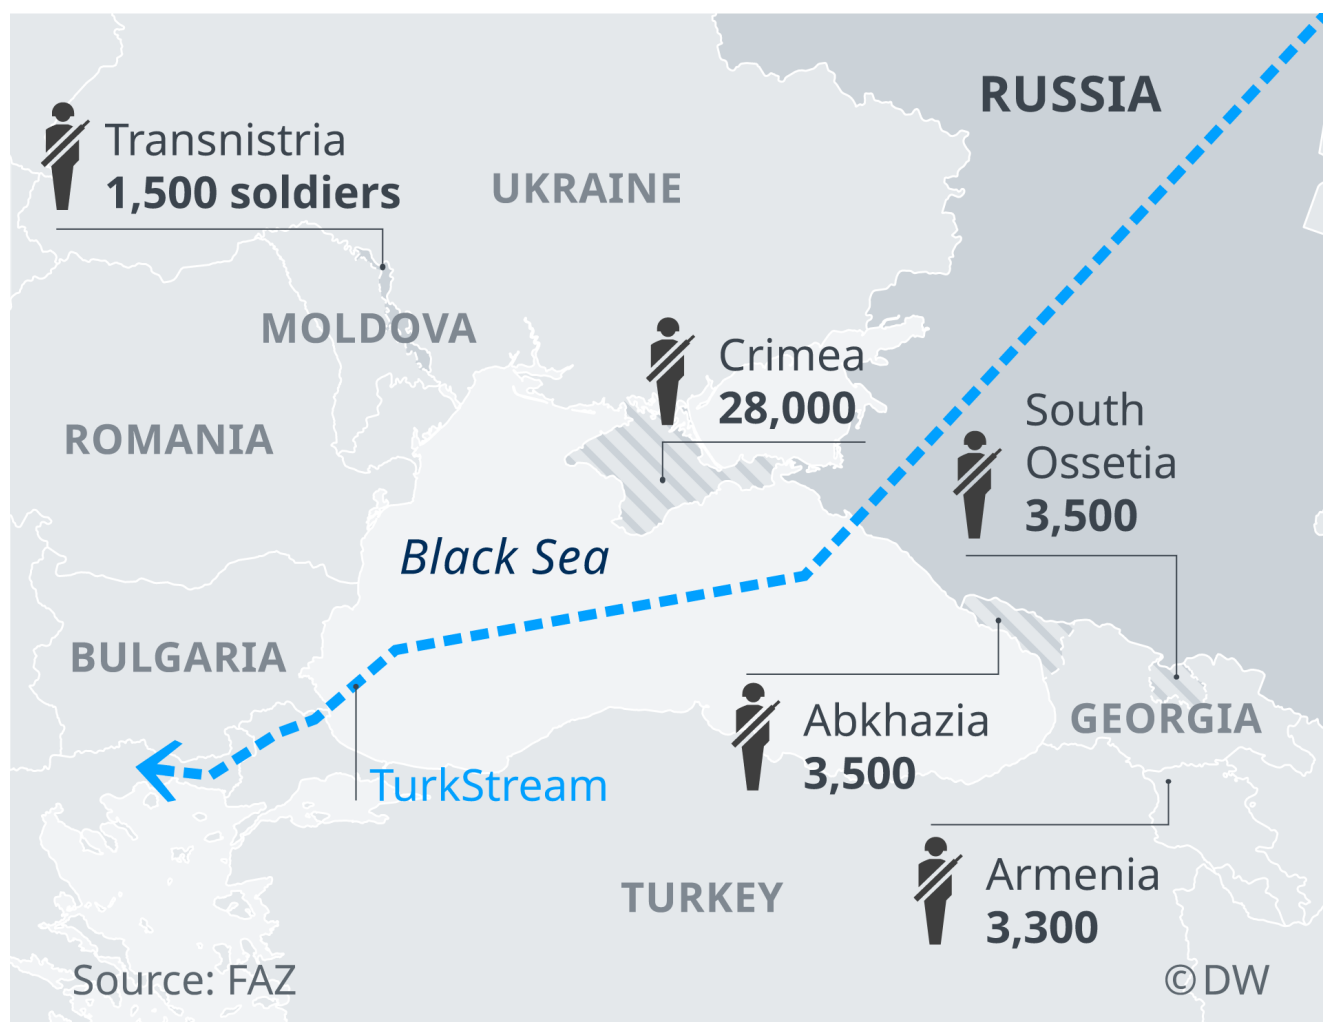 RUSSIA
Transnistria
1,500 soldiers
UKRAINE
MOLDOVA
Crimea
28,000
ROMANIA
South
Ossetia
3,500
Black Sea
BULGARIA
Abkhazia
3,500
GEORGIA
TurkStream
Armenia
3,300
TURKEY
Source: FAZ
©DW